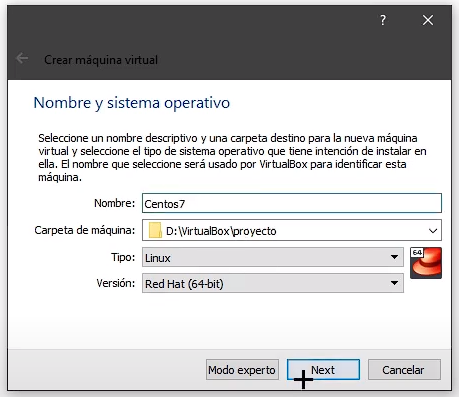 ?
Crear máquina virtual
Nombre y sistema operativo
Seleccione un nombre descriptivo y una carpeta destino para la nueva máquina
virtual y seleccione el tipo de sistema operativo que tiene intención de instalar en
ella. El nombre que seleccione será usado por VirtualBox para identificar esta
máquina.
Nombre: Centos7
Carpeta de máquina: D:\VirtualBox\proyecto
Tipo: Linux
64
Versión: Red Hat (64-bit)
Modo experto Next Cancelar